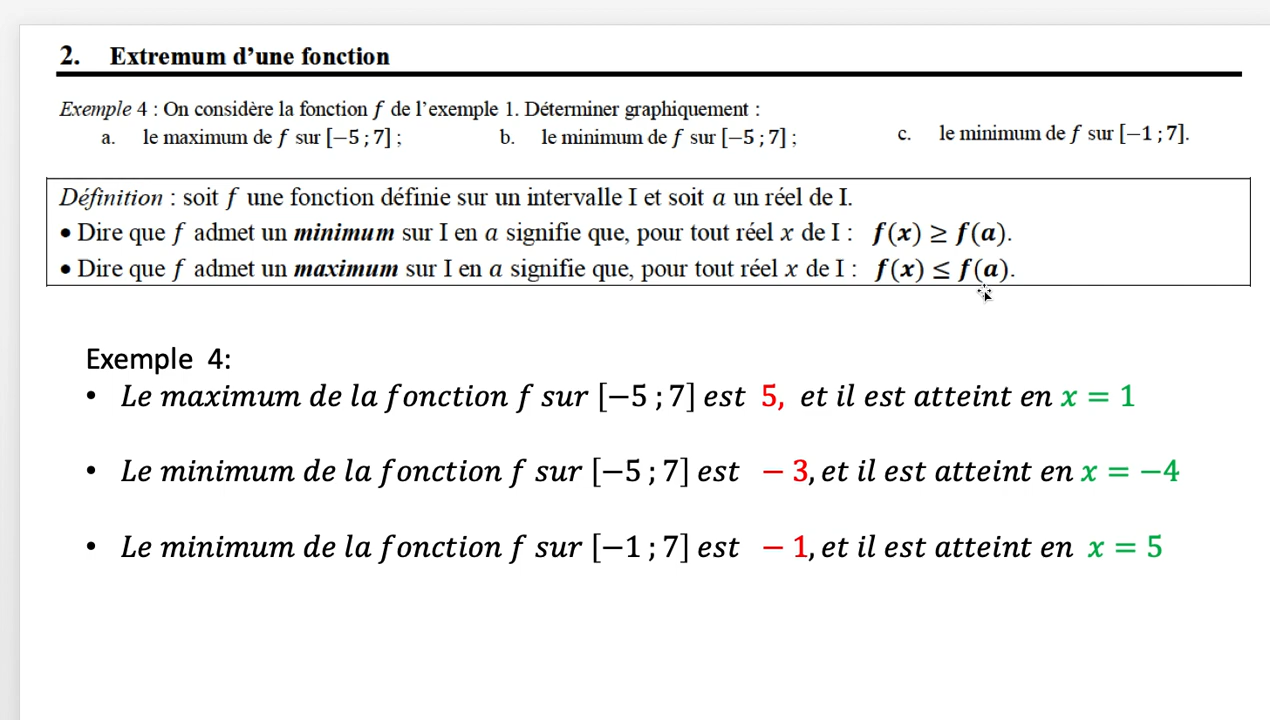 2. Extremum d’une fonction
Exemple 4 : On considère la fonction f de l’exemple 1. Déterminer graphiquement :
a. le maximum de f sur [−5 ; 7] ; b. le minimum de f sur [−5 ; 7] ; c. le minimum de f sur [−1 ; 7].
Définition : soit f une fonction définie sur un intervalle I et soit a un réel de I.
• Dire que f admet un minimum sur I en a signifie que, pour tout réel x de I : f(x) ≥ f(a).
• Dire que f admet un maximum sur I en a signifie que, pour tout réel x de I : f(x) ≤ f(a).
Exemple 4:
• Le maximum de la fonction f sur [−5 ; 7] est 5, et il est atteint en x = 1
• Le minimum de la fonction f sur [−5 ; 7] est − 3, et il est atteint en x = −4
• Le minimum de la fonction f sur [−1 ; 7] est − 1, et il est atteint en x = 5